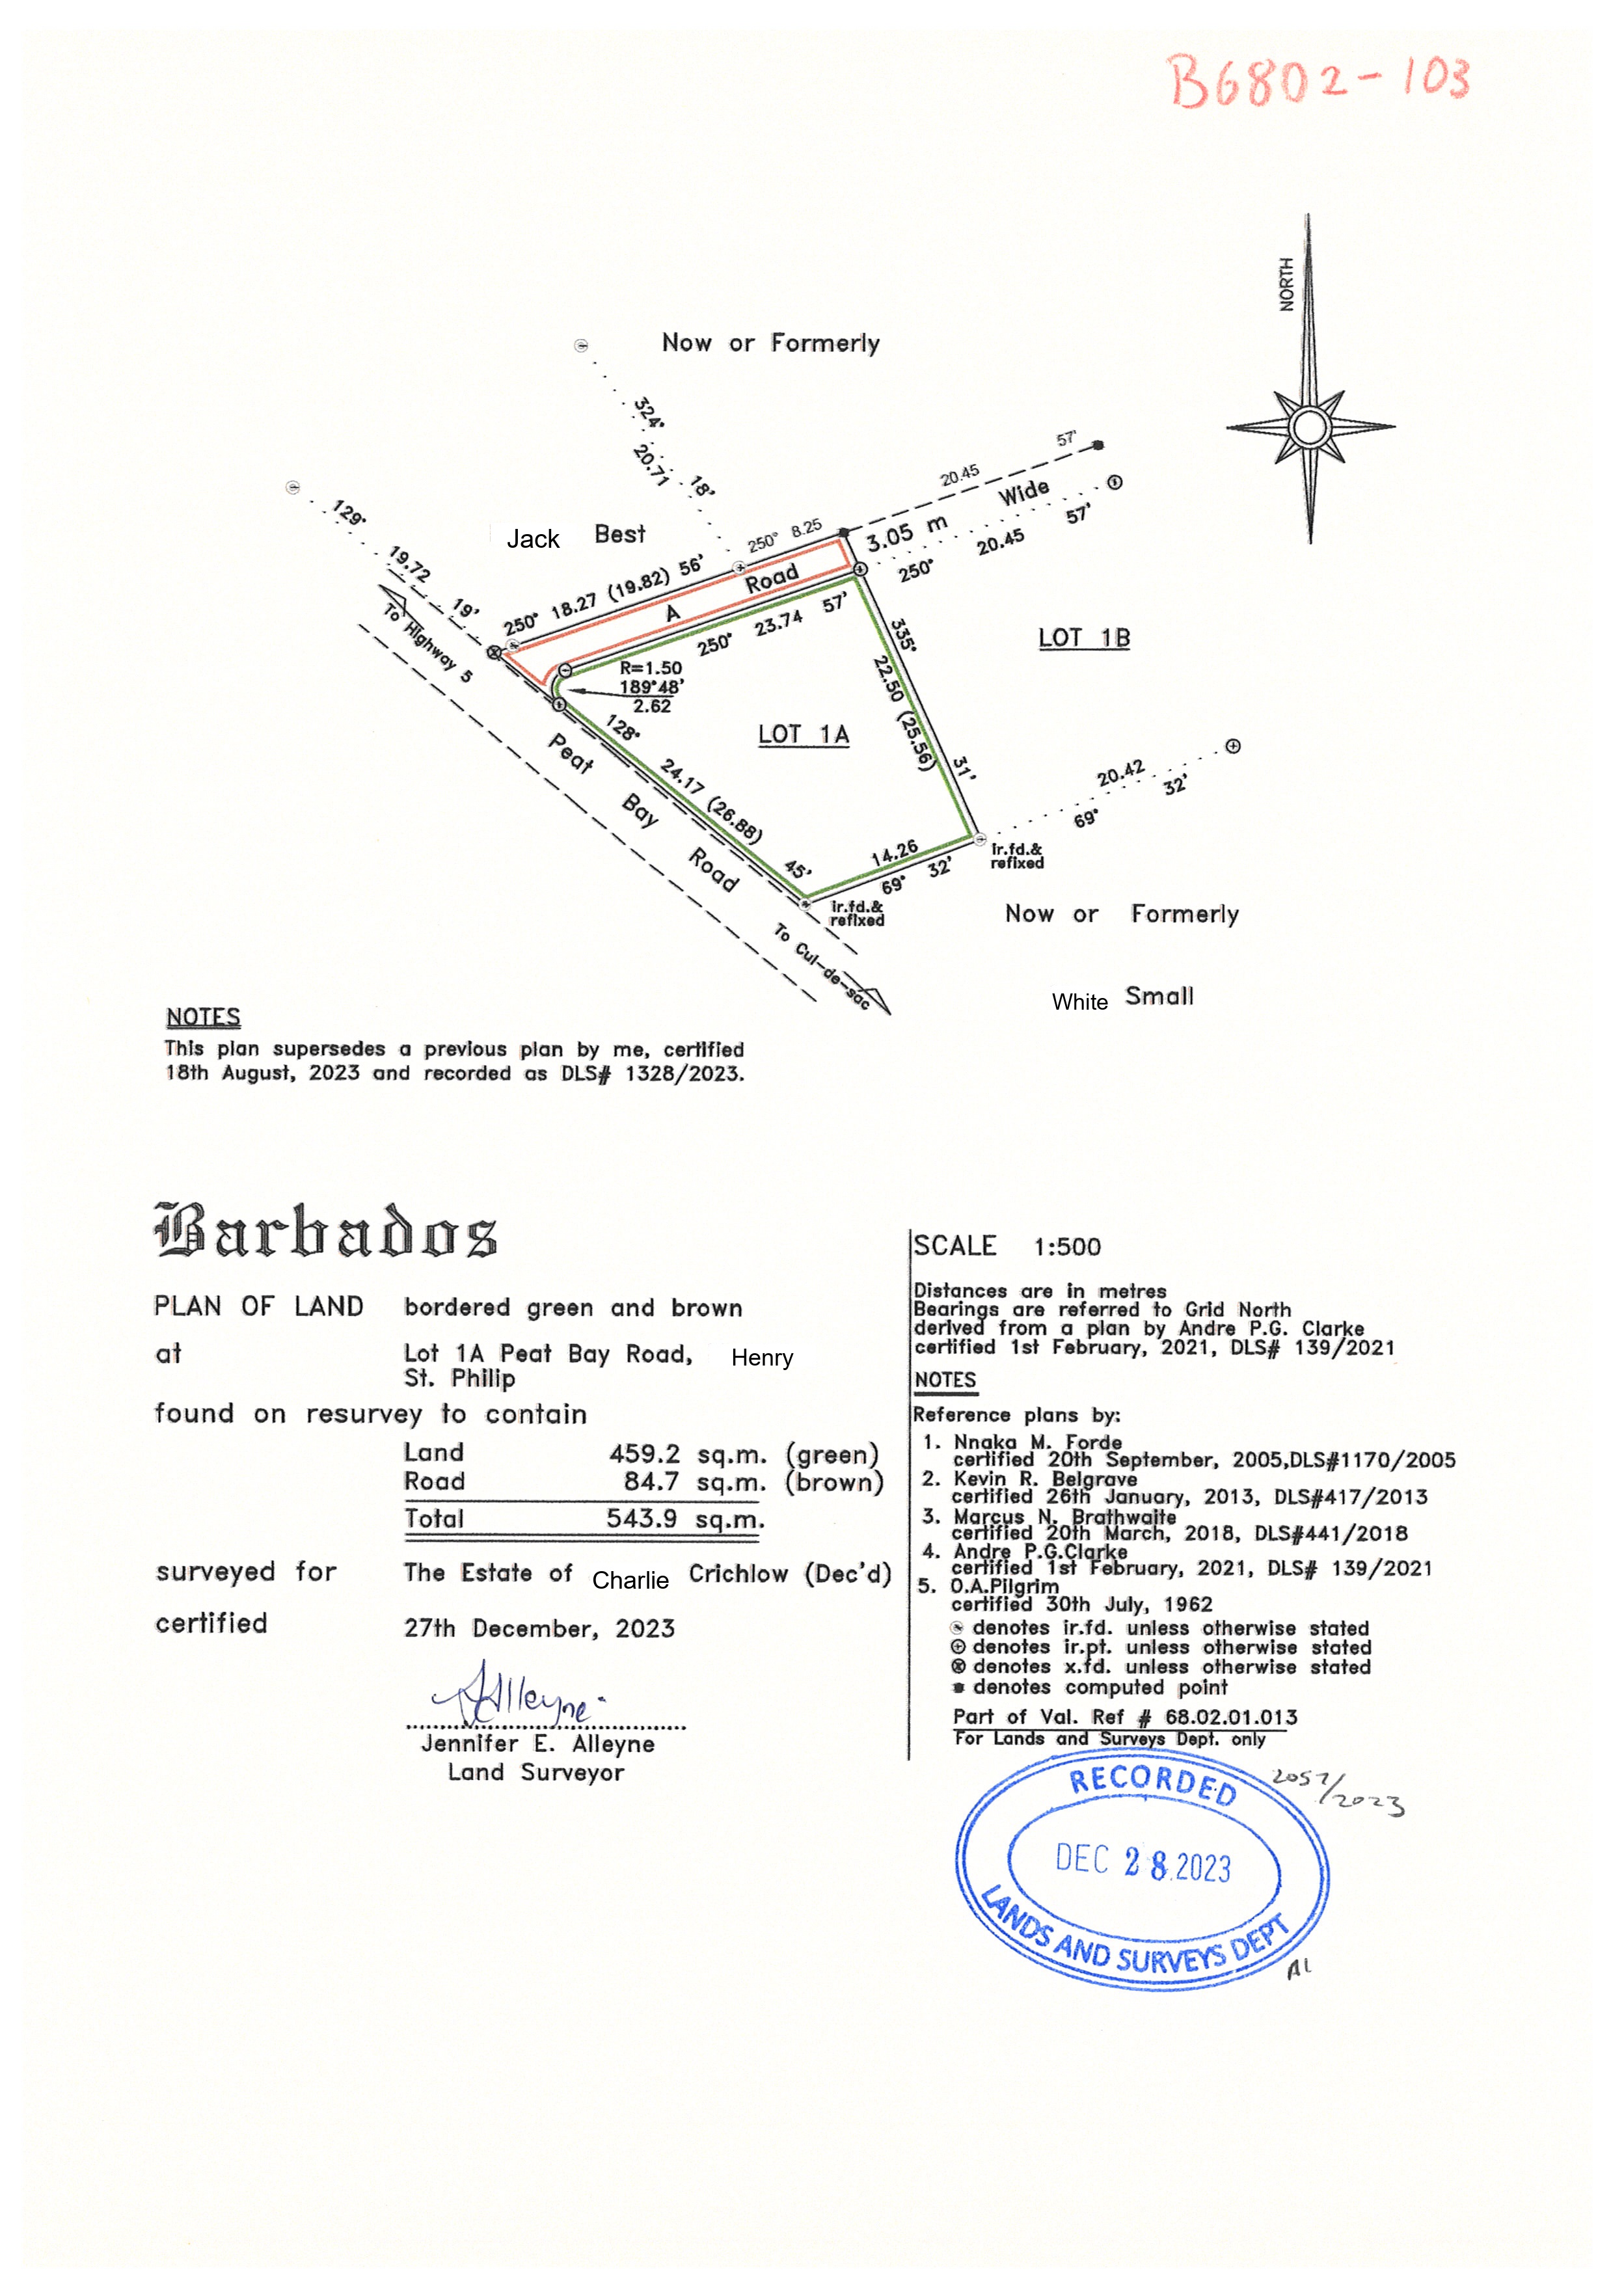 B6802-103
NORTH
Now or Formerly
324°
20.71
18'
57'
20.45
Wide
3.05 m
57'
20.45
250°
129°
19.72
19'
Jack Best
250° 8.25
250° 18.27 (19.82) 56'
Road
A
250° 23.74 57'
To Highway 5
R=1.50
189°48'
2.62
335°
22.50 (25.56)
31'
LOT 1B
LOT 1A
128°
24.17 (26.88)
45'
Peat Bay Road
14.26
69° 32'
20.42
69° 32'
ir.fd.&
refixed
ir.fd.&
refixed
To Cul-de-sac
Now or Formerly
White Small
NOTES
This plan supersedes a previous plan by me, certified
18th August, 2023 and recorded as DLS# 1328/2023.
Barbados
PLAN OF LAND bordered green and brown
at Lot 1A Peat Bay Road, Henry
St. Philip
found on resurvey to contain
Land 459.2 sq.m. (green)
Road 84.7 sq.m. (brown)
Total 543.9 sq.m.
surveyed for The Estate of Charlie Crichlow (Dec'd)
certified 27th December, 2023
JAlleyne
Jennifer E. Alleyne
Land Surveyor
SCALE 1:500
Distances are in metres
Bearings are referred to Grid North
derived from a plan by Andre P.G. Clarke
certified 1st February, 2021, DLS# 139/2021
NOTES
Reference plans by:
1. Nnaka M. Forde
certified 20th September, 2005,DLS#1170/2005
2. Kevin R. Belgrave
certified 26th January, 2013, DLS#417/2013
3. Marcus N. Brathwaite
certified 20th March, 2018, DLS#441/2018
4. Andre P.G.Clarke
certified 1st February, 2021, DLS# 139/2021
5. O.A.Pilgrim
certified 30th July, 1962
denotes ir.fd. unless otherwise stated
denotes ir.pt. unless otherwise stated
denotes x.fd. unless otherwise stated
denotes computed point
Part of Val. Ref # 68.02.01.013
For Lands and Surveys Dept. only
2057/2023
RECORDED
DEC 28.2023
LANDS AND SURVEYS DEPT
AL